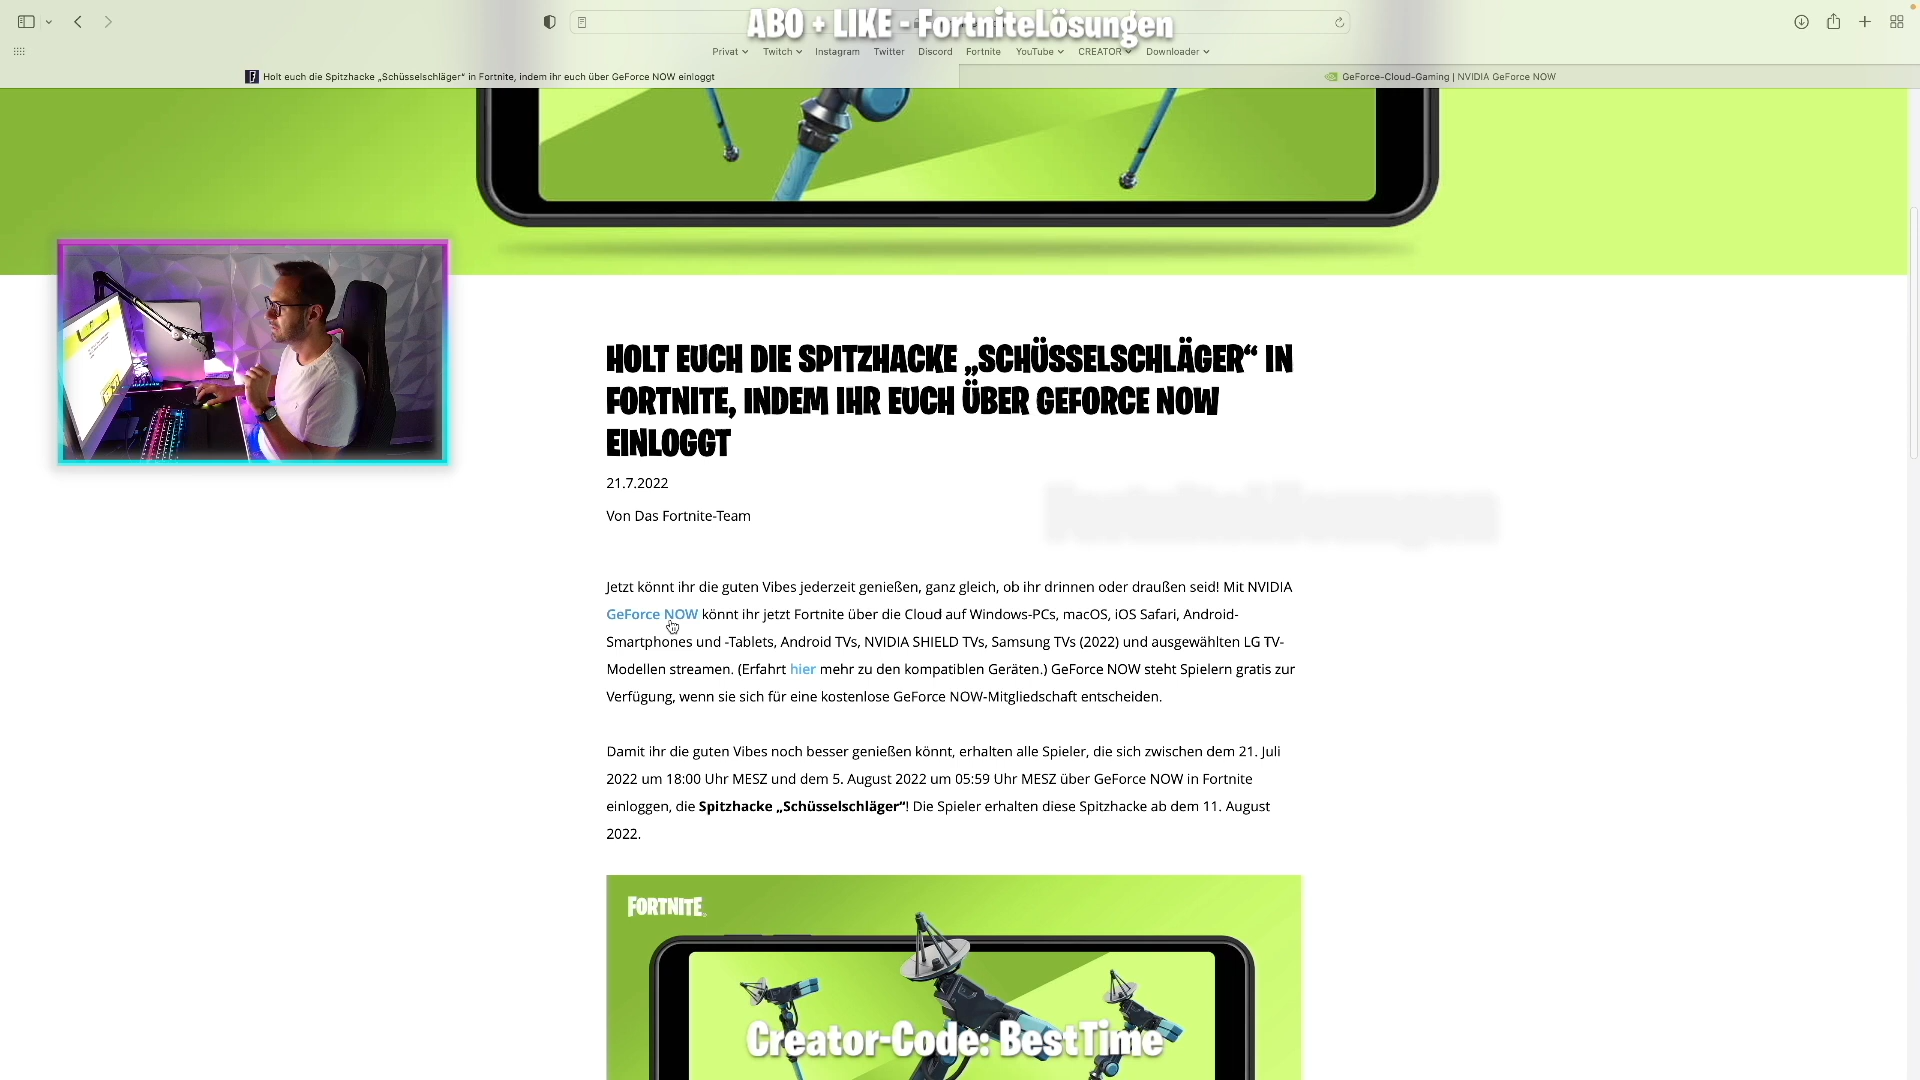 ABO + LIKE - FortniteLösungen
Privat Twitch Instagram Twitter Discord Fortnite YouTube CREATOR Downloader
Holt euch die Spitzhacke „Schüsselschläger“ in Fortnite, indem ihr euch über GeForce NOW einloggt
GeForce-Cloud-Gaming | NVIDIA GeForce NOW
HOLT EUCH DIE SPITZHACKE „SCHÜSSELSCHLÄGER“ IN
FORTNITE, INDEM IHR EUCH ÜBER GEFORCE NOW
EINLOGGT
21.7.2022
Von Das Fortnite-Team
Jetzt könnt ihr die guten Vibes jederzeit genießen, ganz gleich, ob ihr drinnen oder draußen seid! Mit NVIDIA
GeForce NOW könnt ihr jetzt Fortnite über die Cloud auf Windows-PCs, macOS, iOS Safari, Android-
Smartphones und -Tablets, Android TVs, NVIDIA SHIELD TVs, Samsung TVs (2022) und ausgewählten LG TV-
Modellen streamen. (Erfahrt hier mehr zu den kompatiblen Geräten.) GeForce NOW steht Spielern gratis zur
Verfügung, wenn sie sich für eine kostenlose GeForce NOW-Mitgliedschaft entscheiden.
Damit ihr die guten Vibes noch besser genießen könnt, erhalten alle Spieler, die sich zwischen dem 21. Juli
2022 um 18:00 Uhr MESZ und dem 5. August 2022 um 05:59 Uhr MESZ über GeForce NOW in Fortnite
einloggen, die Spitzhacke „Schüsselschläger“! Die Spieler erhalten diese Spitzhacke ab dem 11. August
2022.
FORTNITE
Creator-Code: BestTime